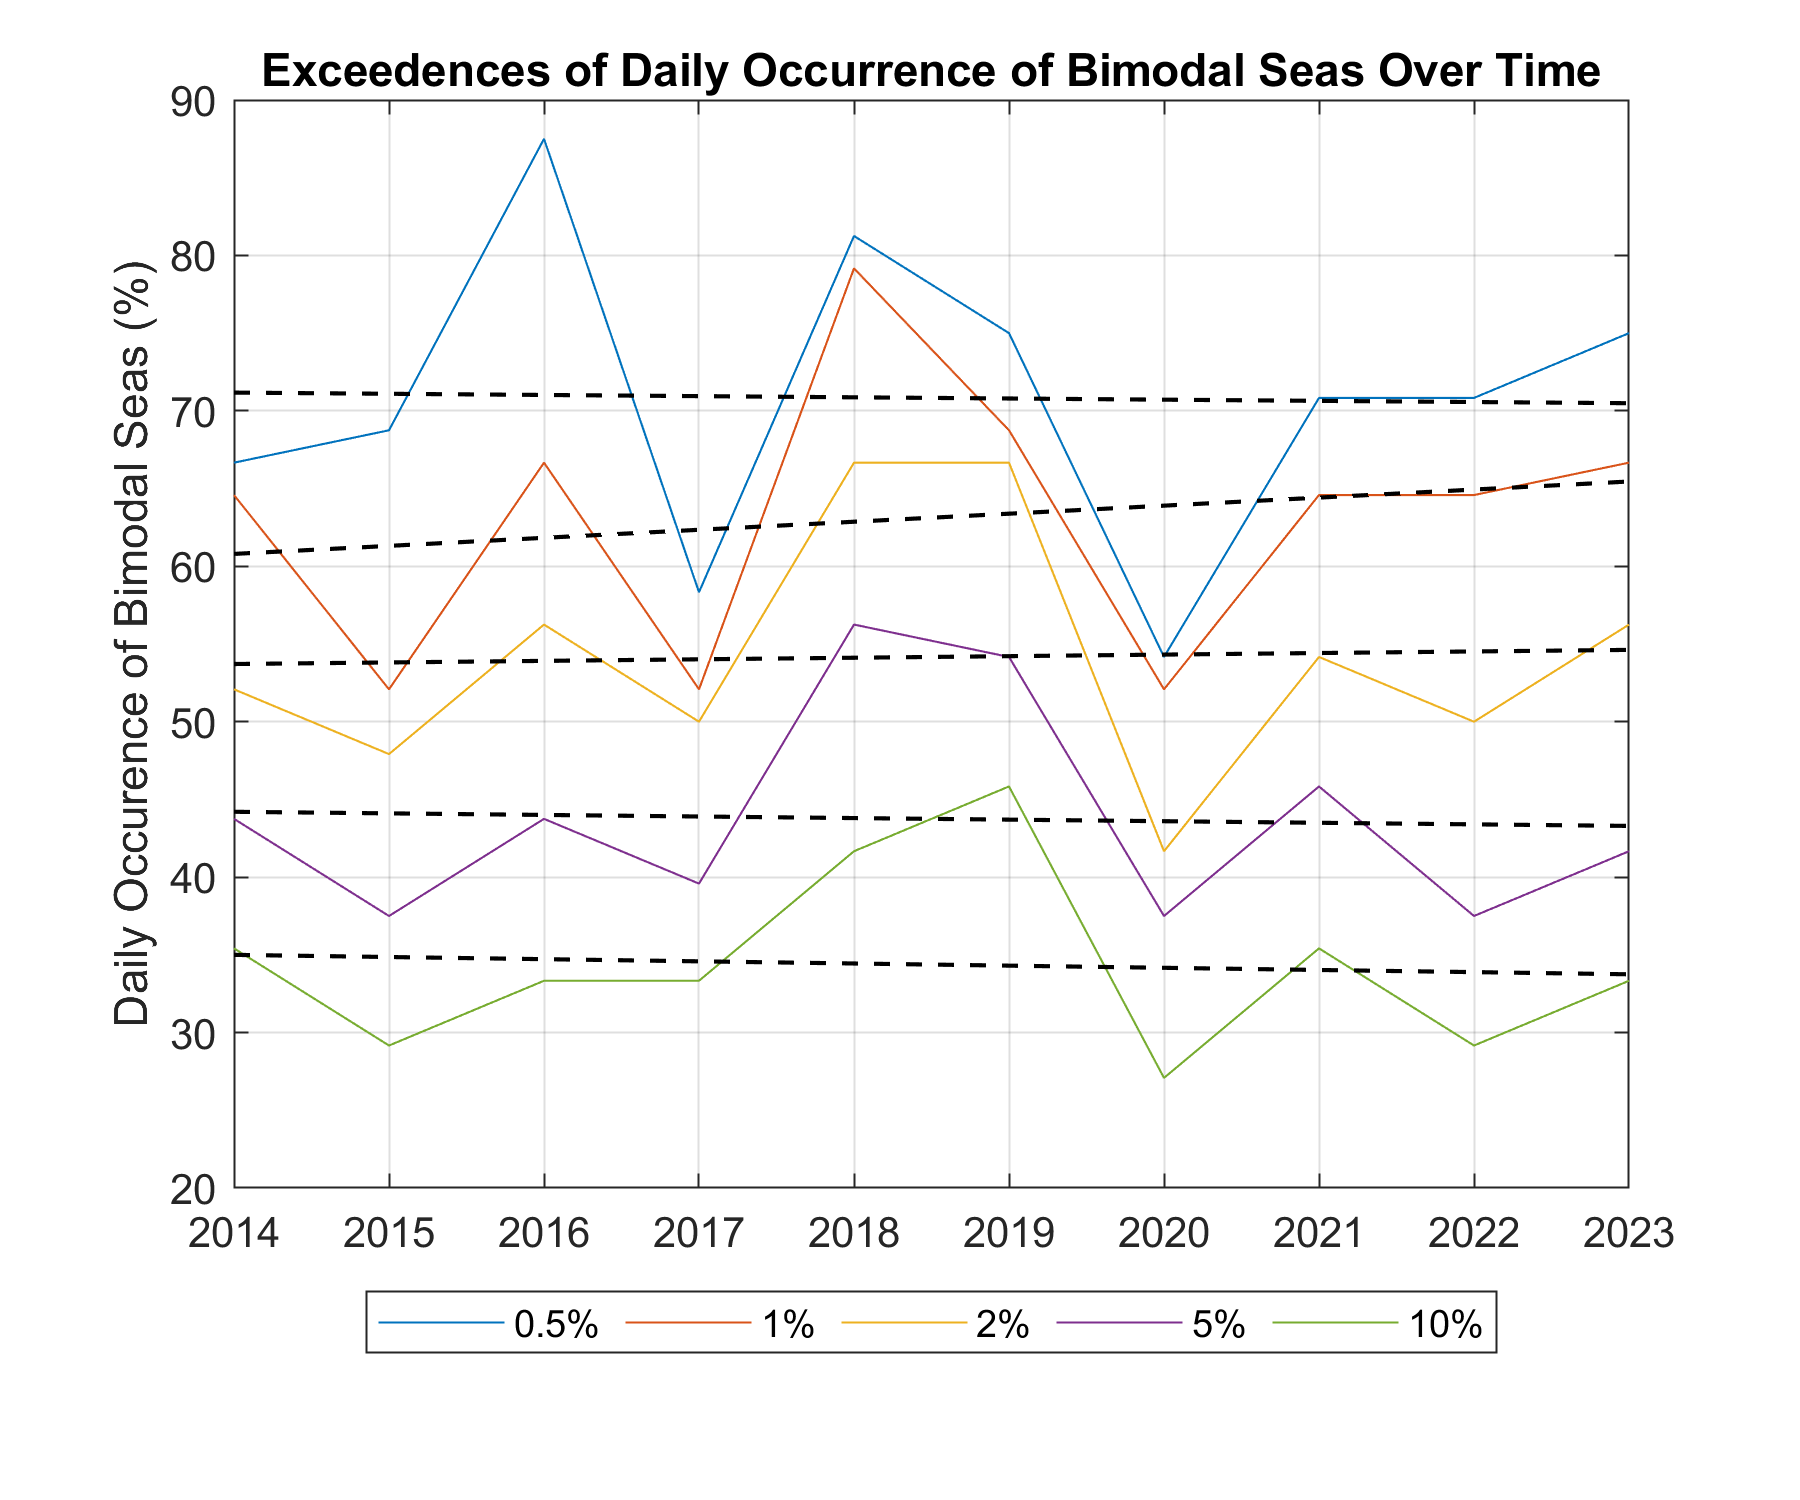 Exceedences of Daily Occurrence of Bimodal Seas Over Time
Daily Occurence of Bimodal Seas (%)
90
80
70
60
50
40
30
20
2014 2015 2016 2017 2018 2019 2020 2021 2022 2023
0.5% 1% 2% 5% 10%